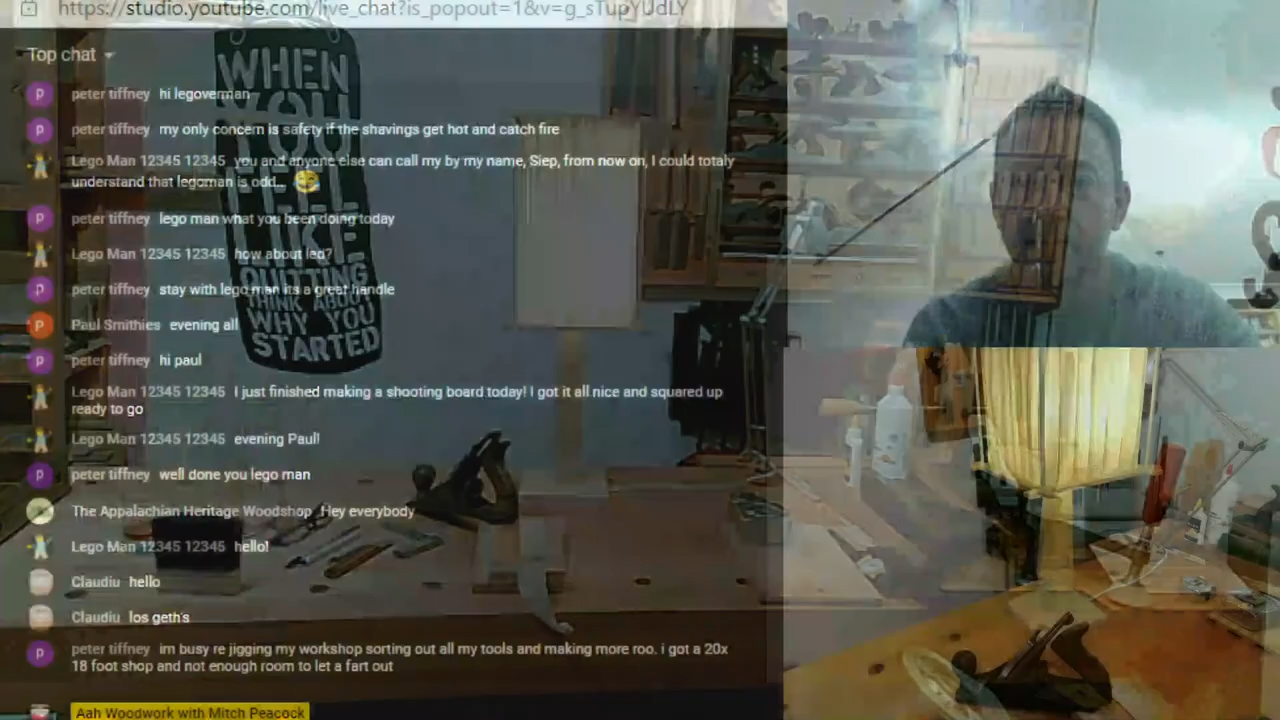 https://studio.youtube.com/live_chat?is_popout=1&v=g_sTupYUdLY
Top chat
peter tiffney hi legoverman
peter tiffney my only concern is safety if the shavings get hot and catch fire
Lego Man 12345 12345 you and anyone else can call my by my name, Siep, from now on, I could totaly
understand that legoman is odd... 😂
peter tiffney lego man what you been doing today
Lego Man 12345 12345 how about leg?
peter tiffney stay with lego man its a great handle
Paul Smithies evening all
peter tiffney hi paul
Lego Man 12345 12345 I just finished making a shooting board today! I got it all nice and squared up
ready to go
Lego Man 12345 12345 evening Paul!
peter tiffney well done you lego man
The Appalachian Heritage Woodshop Hey everybody
Lego Man 12345 12345 hello!
Claudiu hello
Claudiu los geth's
peter tiffney im busy re jigging my workshop sorting out all my tools and making more roo. i got a 20x
18 foot shop and not enough room to let a fart out
Aah Woodwork with Mitch Peacock
WHEN
YOU
FEEL
LIKE
QUITTING
THINK ABOUT
WHY YOU
STARTED